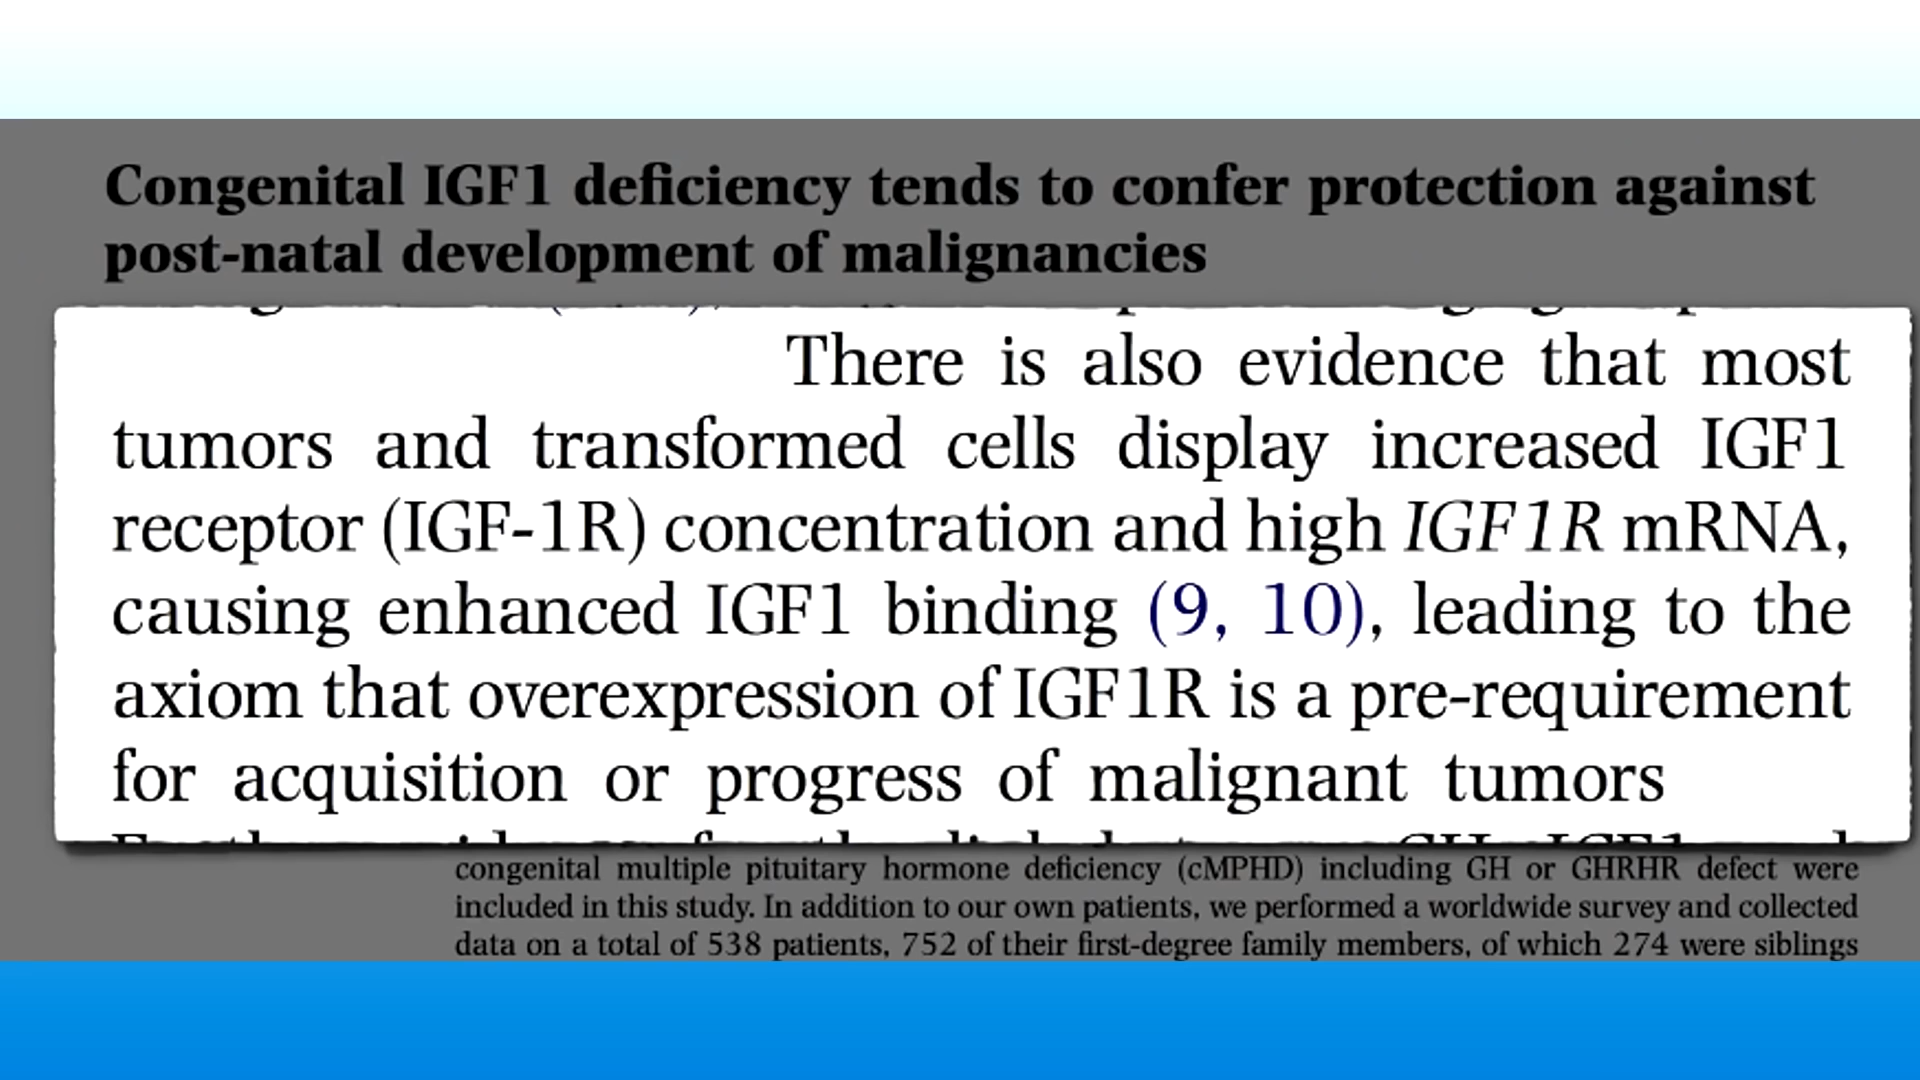 Congenital IGF1 deficiency tends to confer protection against
post-natal development of malignancies
There is also evidence that most
tumors and transformed cells display increased IGF1
receptor (IGF-1R) concentration and high IGF1R mRNA,
causing enhanced IGF1 binding (9, 10), leading to the
axiom that overexpression of IGF1R is a pre-requirement
for acquisition or progress of malignant tumors
congenital multiple pituitary hormone deficiency (cMPHD) including GH or GHRHR defect were
included in this study. In addition to our own patients, we performed a worldwide survey and collected
data on a total of 538 patients, 752 of their first-degree family members, of which 274 were siblings